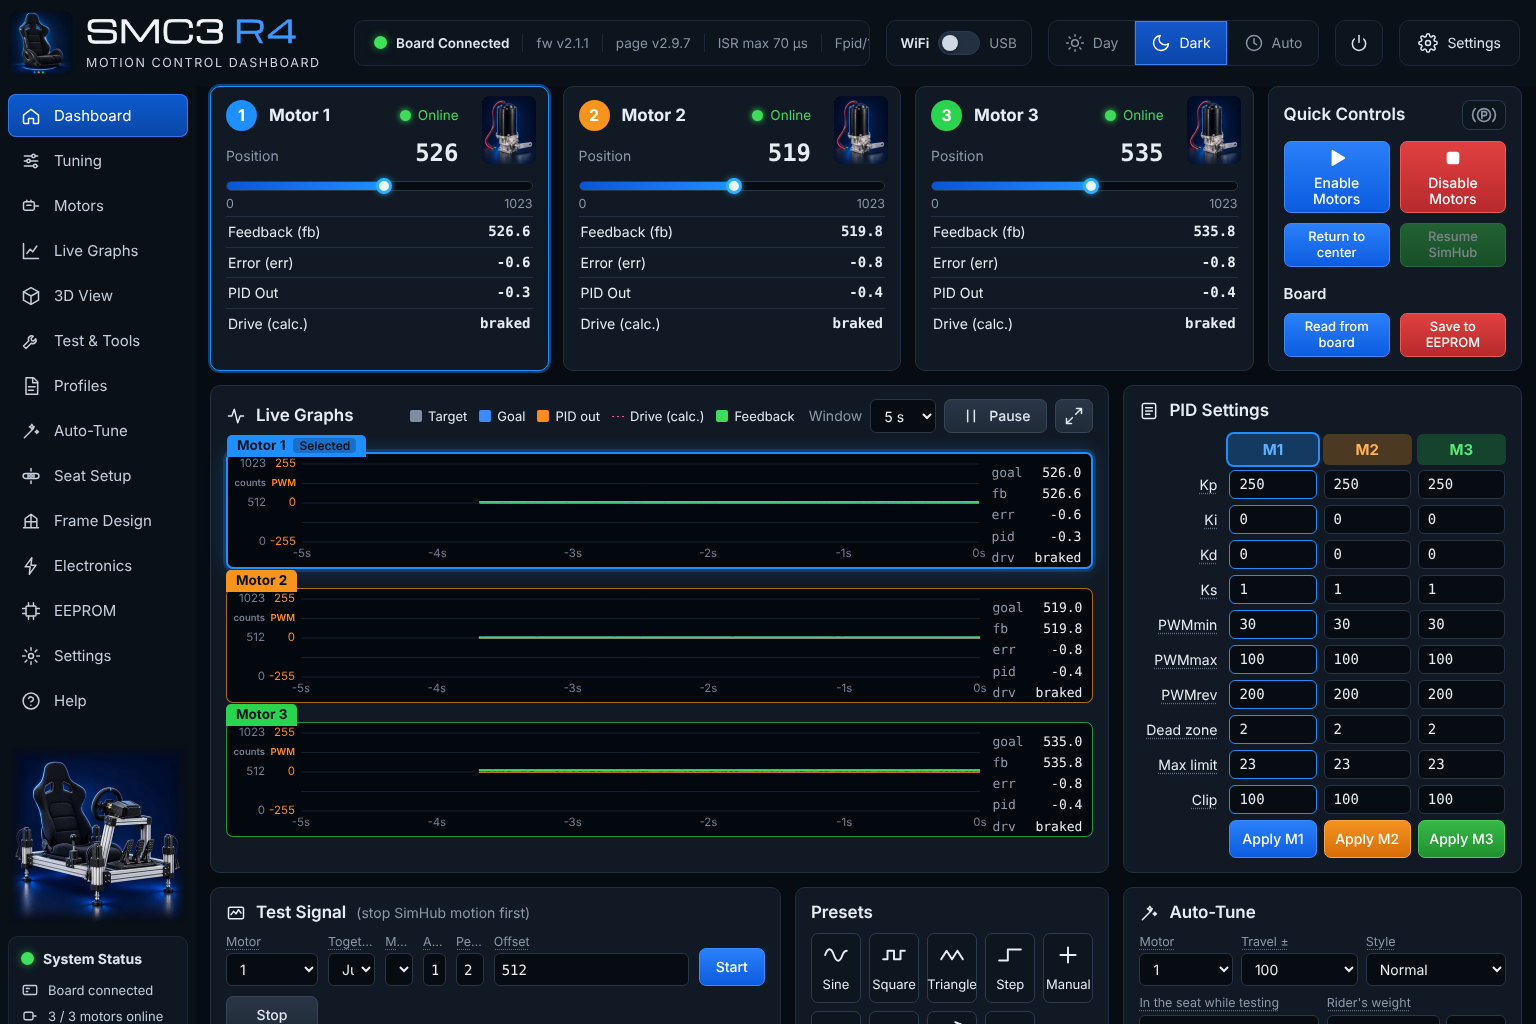 SMC3 R4
MOTION CONTROL DASHBOARD
Board Connected
fw v2.1.1
page v2.9.7
ISR max 70 µs
Fpid/
WiFi
USB
Day
Dark
Auto
Settings
Dashboard
Tuning
Motors
Live Graphs
3D View
Test & Tools
Profiles
Auto-Tune
Seat Setup
Frame Design
Electronics
EEPROM
Settings
Help
System Status
Board connected
3 / 3 motors online
1 Motor 1 Online
Position 526
0 1023
Feedback (fb) 526.6
Error (err) -0.6
PID Out -0.3
Drive (calc.) braked
2 Motor 2 Online
Position 519
0 1023
Feedback (fb) 519.8
Error (err) -0.8
PID Out -0.4
Drive (calc.) braked
3 Motor 3 Online
Position 535
0 1023
Feedback (fb) 535.8
Error (err) -0.8
PID Out -0.4
Drive (calc.) braked
Quick Controls
(P)
Enable
Motors
Disable
Motors
Return to
center
Resume
SimHub
Board
Read from
board
Save to
EEPROM
Live Graphs
Target Goal PID out Drive (calc.) Feedback
Window 5 s Pause
Motor 1 Selected
1023 255
counts PWM
512 0
0 -255
-5s -4s -3s -2s -1s 0s
goal 526.0
fb 526.6
err -0.6
pid -0.3
drv braked
Motor 2
1023 255
counts PWM
512 0
0 -255
-5s -4s -3s -2s -1s 0s
goal 519.0
fb 519.8
err -0.8
pid -0.4
drv braked
Motor 3
1023 255
counts PWM
512 0
0 -255
-5s -4s -3s -2s -1s 0s
goal 535.0
fb 535.8
err -0.8
pid -0.4
drv braked
PID Settings
M1 M2 M3
Kp 250 250 250
Ki 0 0 0
Kd 0 0 0
Ks 1 1 1
PWMmin 30 30 30
PWMmax 100 100 100
PWMrev 200 200 200
Dead zone 2 2 2
Max limit 23 23 23
Clip 100 100 100
Apply M1 Apply M2 Apply M3
Test Signal (stop SimHub motion first)
Motor Toget... M... A... Pe... Offset
1 1 2 512 Start
Stop
Presets
Sine Square Triangle Step Manual
Auto-Tune
Motor Travel ± Style
1 100 Normal
In the seat while testing Rider's weight